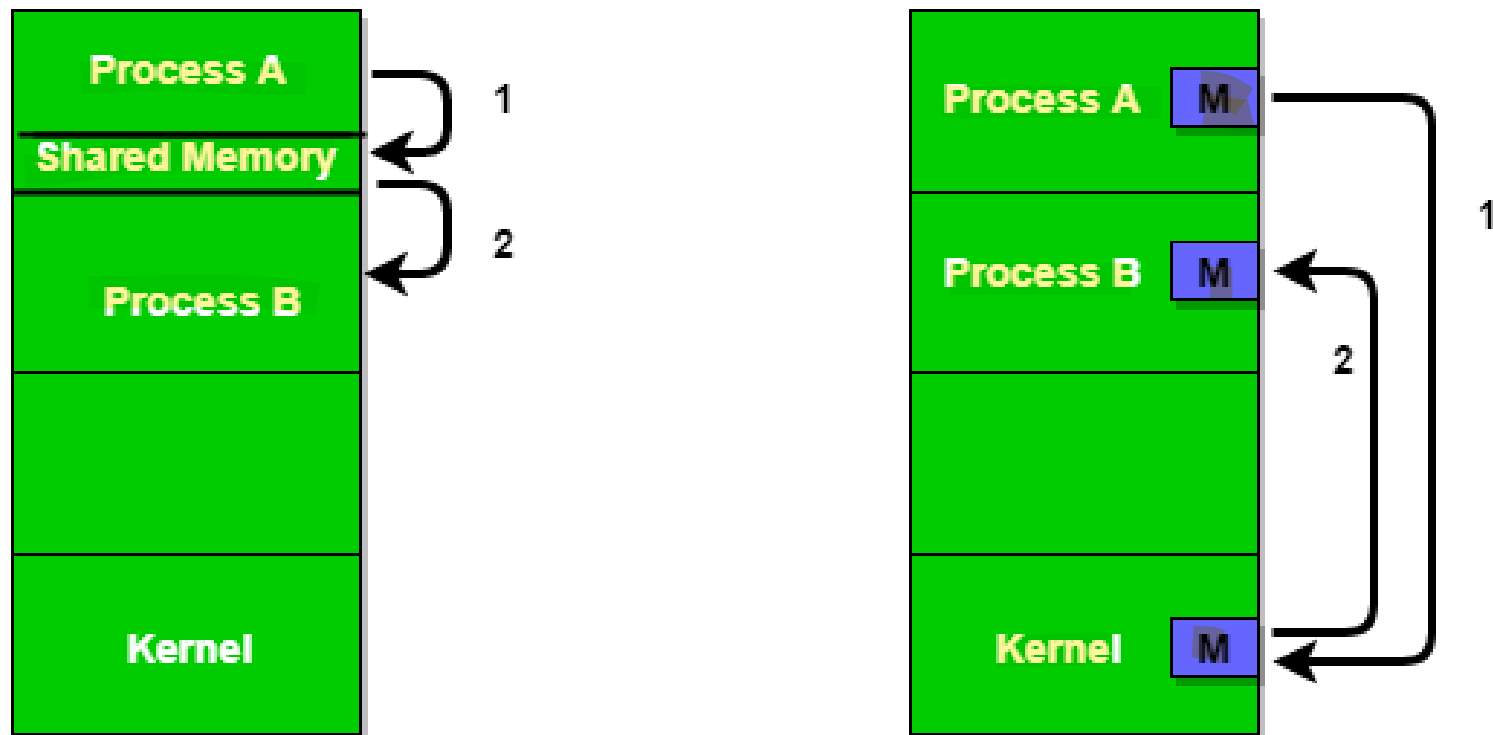 Process A
1
Shared Memory
2
Process B
Kernel
Process A
M
1
Process B
M
2
Kernel
M